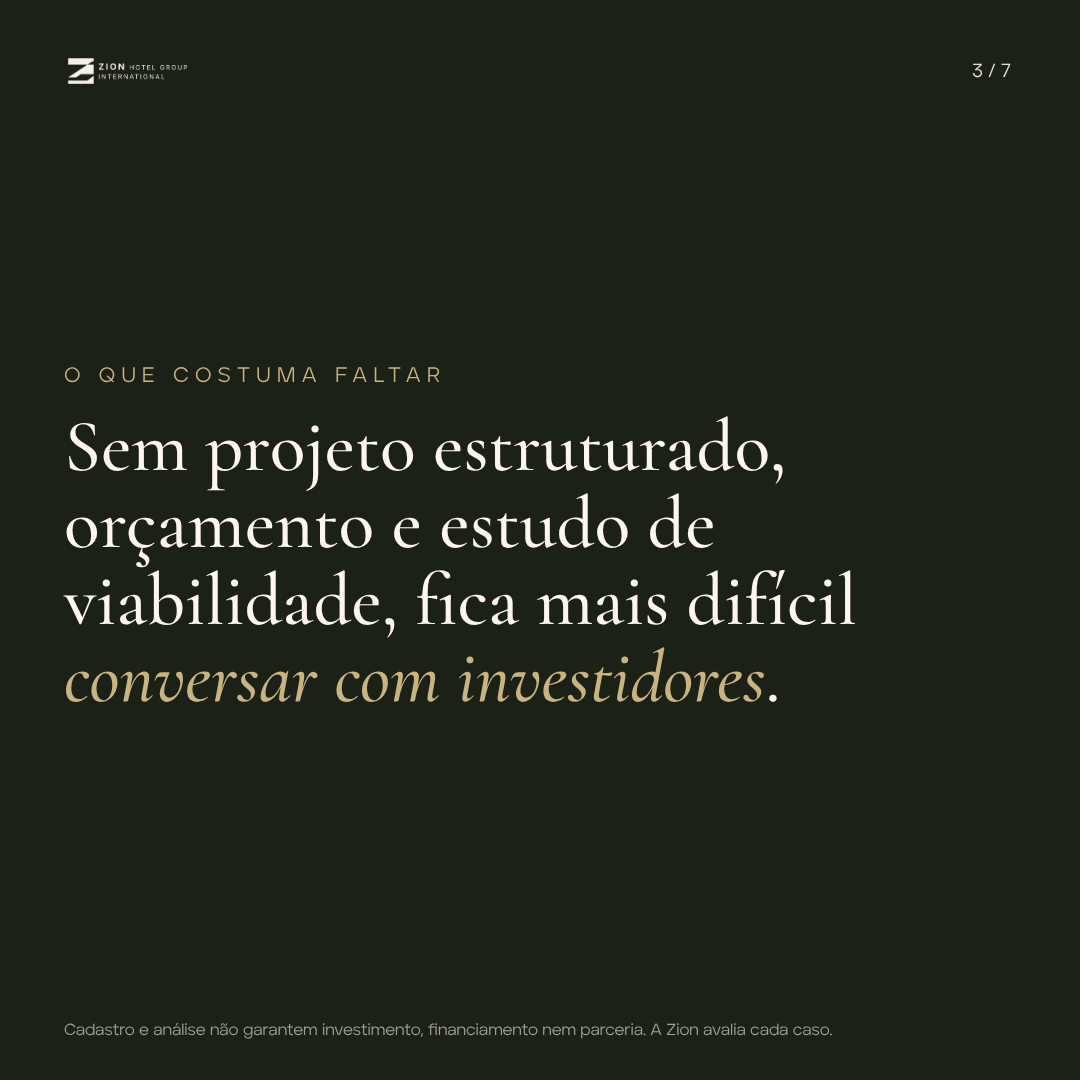 ZION HOTEL GROUP
INTERNATIONAL
3 / 7
O QUE COSTUMA FALTAR
Sem projeto estruturado,
orçamento e estudo de
viabilidade, fica mais difícil
conversar com investidores.
Cadastro e análise não garantem investimento, financiamento nem parceria. A Zion avalia cada caso.